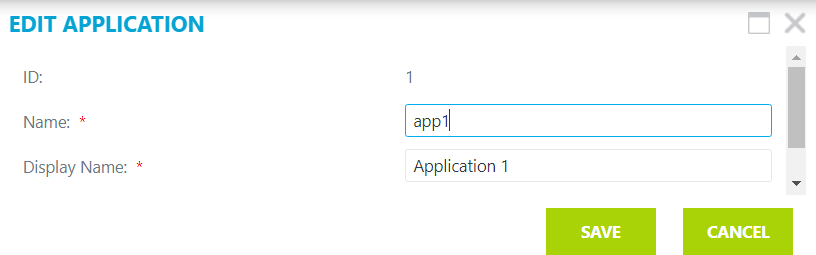 EDIT APPLICATION
ID: 1
Name: * app1
Display Name: * Application 1
SAVE CANCEL